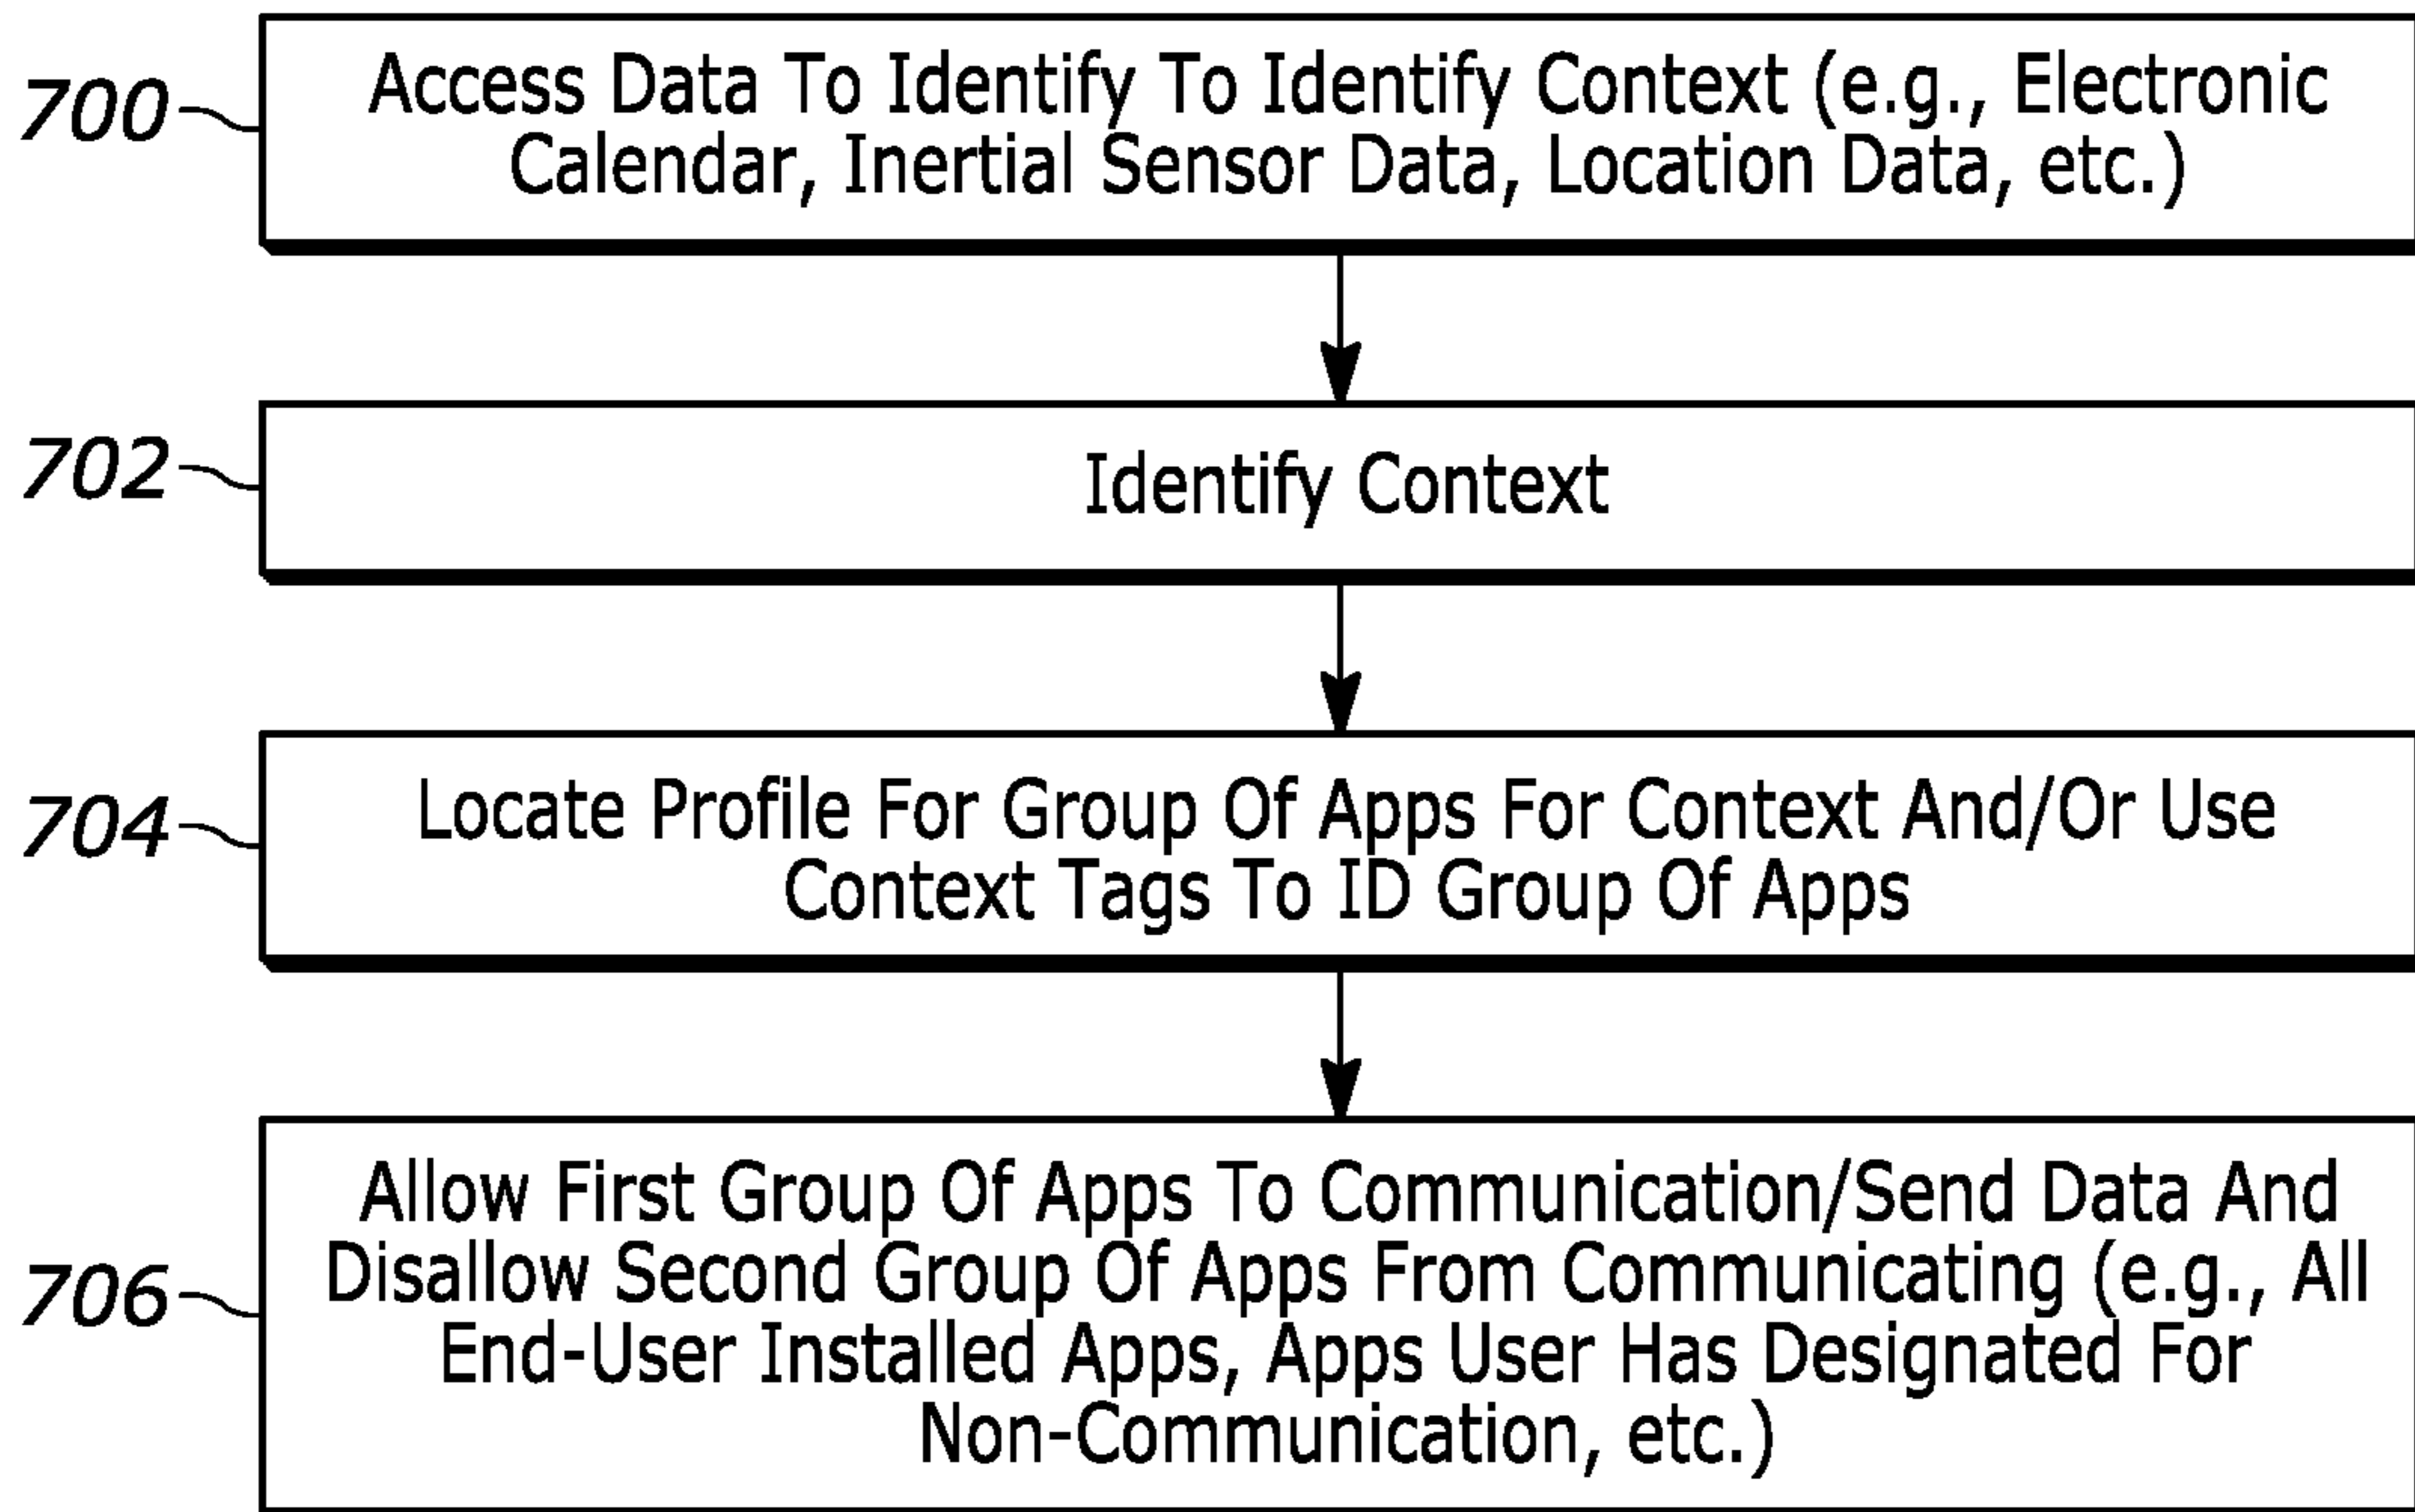 700
Access Data To Identify To Identify Context (e.g., Electronic
Calendar, Inertial Sensor Data, Location Data, etc.)
702
Identify Context
704
Locate Profile For Group Of Apps For Context And/Or Use
Context Tags To ID Group Of Apps
706
Allow First Group Of Apps To Communication/Send Data And
Disallow Second Group Of Apps From Communicating (e.g., All
End-User Installed Apps, Apps User Has Designated For
Non-Communication, etc.)